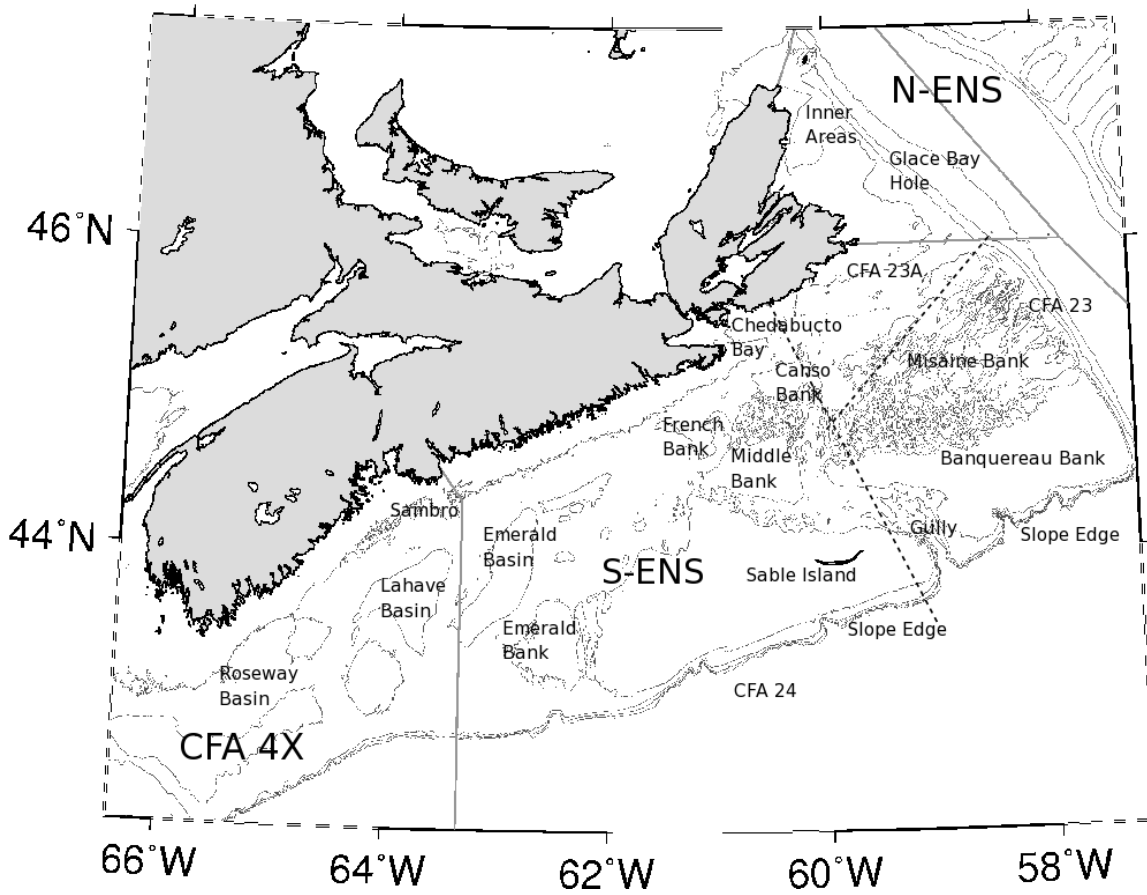 N-ENS
Inner
Areas
Glace Bay
Hole
46°N
CFA 23A
CFA 23
Chedabucto
Bay
Misaine Bank
Canso
Bank
French
Bank
Middle
Bank
Banquereau Bank
Sambro
44°N
Emerald
Basin
Gully
Slope Edge
S-ENS
Sable Island
Lahave
Basin
Emerald
Bank
Slope Edge
Roseway
Basin
CFA 24
CFA 4X
66°W
64°W
62°W
60°W
58°W